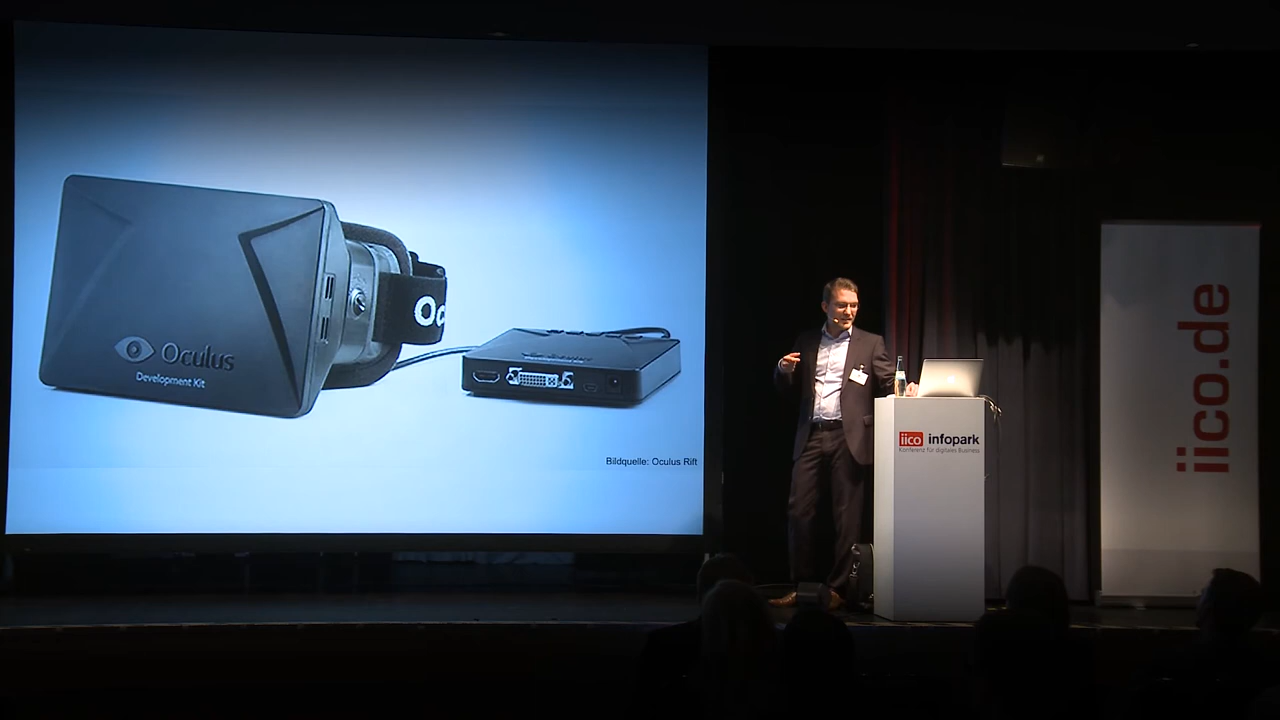 Oculus
Development Kit
Oc
Bildquelle: Oculus Rift
iico infopark
Konferenz für digitales Business
iico.de